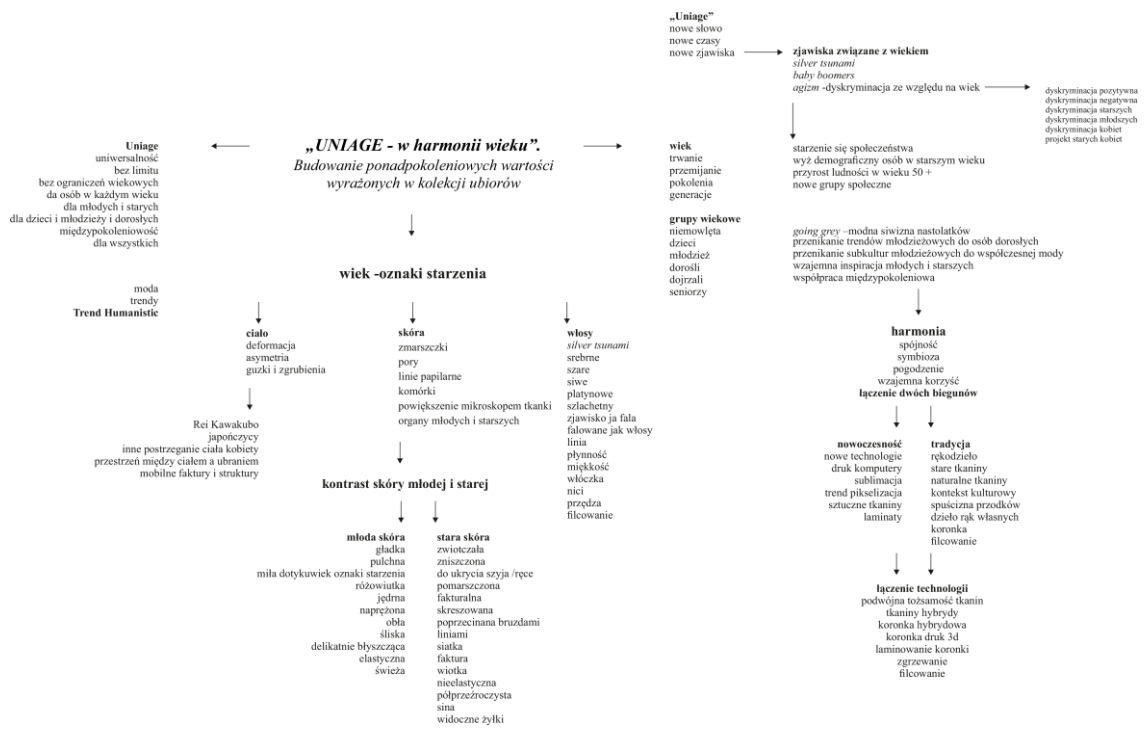 „Uniage”
nowe słowo
nowe czasy
nowe zjawiska
zjawiska związane z wiekiem
silver tsunami
baby boomers
agizm -dyskryminacja ze względu na wiek
dyskryminacja pozytywna
dyskryminacja negatywna
dyskryminacja starszych
dyskryminacja młodszych
dyskryminacja kobiet
projekt starych kobiet
„UNIAGE - w harmonii wieku”.
Budowanie ponadpokoleniowych wartości
wyrażonych w kolekcji ubiorów
Uniage
uniwersalność
bez limitu
bez ograniczeń wiekowych
da osób w każdym wieku
dla młodych i starych
dla dzieci i młodzieży i dorosłych
międzypokoleniowość
dla wszystkich
moda
trendy
Trend Humanistic
wiek
trwanie
przemijanie
pokolenia
generacje
grupy wiekowe
niemowlęta
dzieci
młodzież
dorośli
dojrzali
seniorzy
starzenie się społeczeństwa
wyż demograficzny osób w starszym wieku
przyrost ludności w wieku 50 +
nowe grupy społeczne
going grey –modna siwizna nastolatków
przenikanie trendów młodzieżowych do osób dorosłych
przenikanie subkultur młodzieżowych do współczesnej mody
wzajemna inspiracja młodych i starszych
współpraca międzypokoleniowa
wiek -oznaki starzenia
ciało
deformacja
asymetria
guzki i zgrubienia
Rei Kawakubo
japończycy
inne postrzeganie ciała kobiety
przestrzeń między ciałem a ubraniem
mobilne faktury i struktury
skóra
zmarszczki
pory
linie papilarne
komórki
powiększenie mikroskopem tkanki
organy młodych i starszych
włosy
silver tsunami
srebrne
szare
siwe
platynowe
szlachetny
zjawisko ja fala
falowane jak włosy
linia
płynność
miękkość
włóczka
nici
przędza
filcowanie
kontrast skóry młodej i starej
młoda skóra
gładka
pulchna
miła dotykuwiek oznaki starzenia
różowiutka
jędrna
naprężona
obła
śliska
delikatnie błyszcząca
elastyczna
świeża
stara skóra
zwiotczała
zniszczona
do ukrycia szyja /ręce
pomarszczona
fakturalna
skreszowana
poprzecinana bruzdami
liniami
siatka
faktura
wiotka
nieelastyczna
półprzeźroczysta
sina
widoczne żyłki
harmonia
spójność
symbioza
pogodzenie
wzajemna korzyść
łączenie dwóch biegunów
nowoczesność
nowe technologie
druk komputery
sublimacja
trend pikselizacja
sztuczne tkaniny
laminaty
tradycja
rękodzieło
stare tkaniny
naturalne tkaniny
kontekst kulturowy
spuścizna przodków
dzieło rąk własnych
koronka
filcowanie
łączenie technologii
podwójna tożsamość tkanin
tkaniny hybrydy
koronka hybrydowa
koronka druk 3d
laminowanie koronki
zgrzewanie
filcowanie